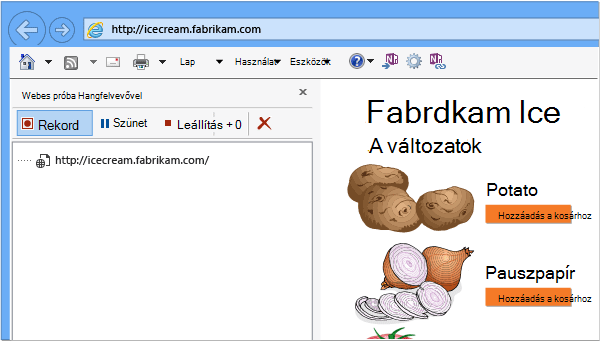 http://icecream.fabrikam.com
Lap Használat Eszközök
Webes próba Hangfelvevővel
Rekord Szünet Leállítás + 0
http://icecream.fabrikam.com/
Fabrdkam Ice
A változatok
Potato
Hozzáadás a kosárhoz
Pauszpapír
Hozzáadás a kosárhoz